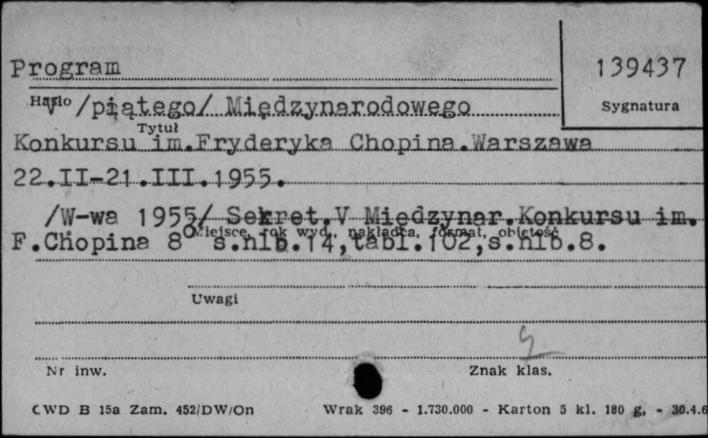 Program
139437
Sygnatura
Hasło
V /piątego/ Międzynarodowego
Tytuł
Konkursu im.Fryderyka Chopina.Warszawa
22.II-21.III.1955.
/W-wa 1955/ Sekret.V Międzynar.Konkursu im.
Miejsce, rok wyd., nakładca, format, objętość
F.Chopina 8° s.nlb.14,tabl.102,s.nlb.8.
Uwagi
Nr inw.
Znak klas.
CWD B 15a Zam. 452/DW/On
Wrak 396 - 1.730.000 - Karton 5 kl. 180 g. - 30.4.6